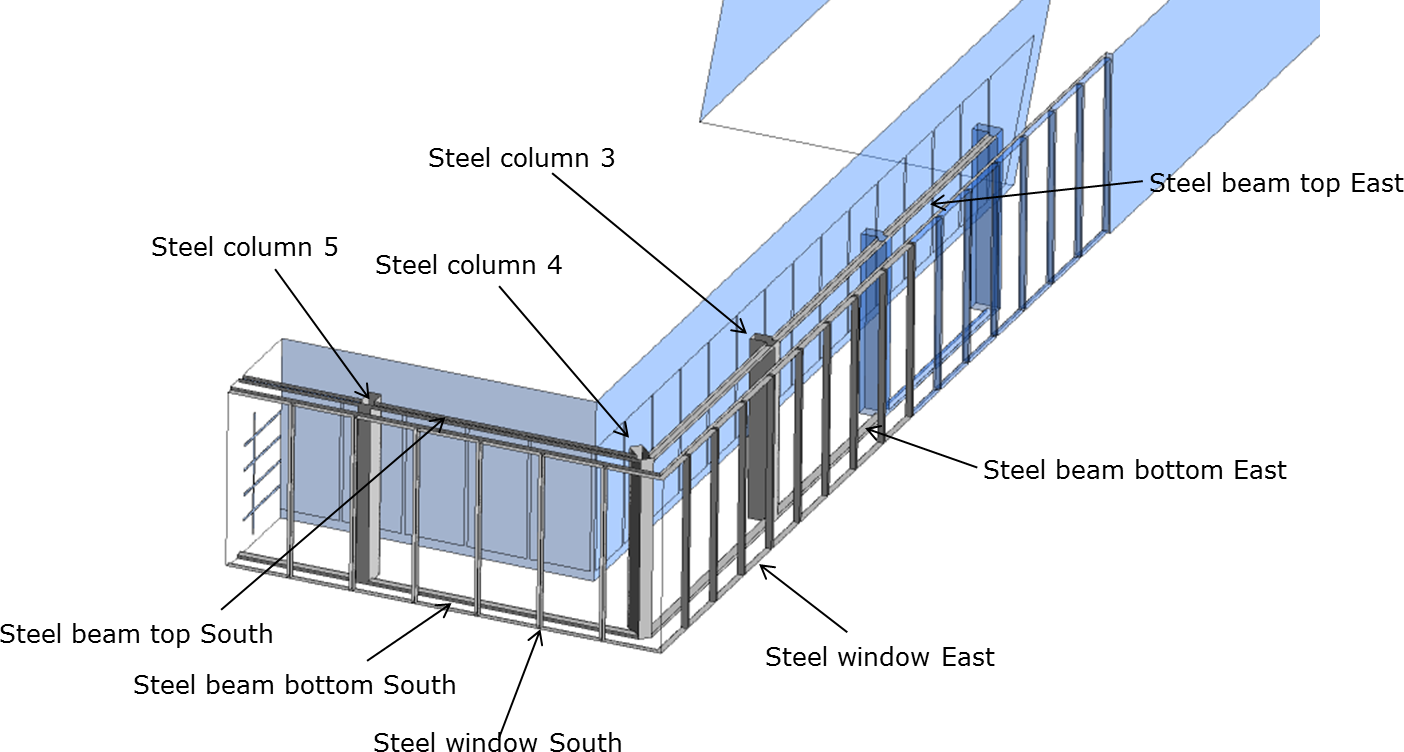 Steel column 3
Steel beam top East
Steel column 5
Steel column 4
Steel beam bottom East
Steel beam top South
Steel window East
Steel beam bottom South
Steel window South